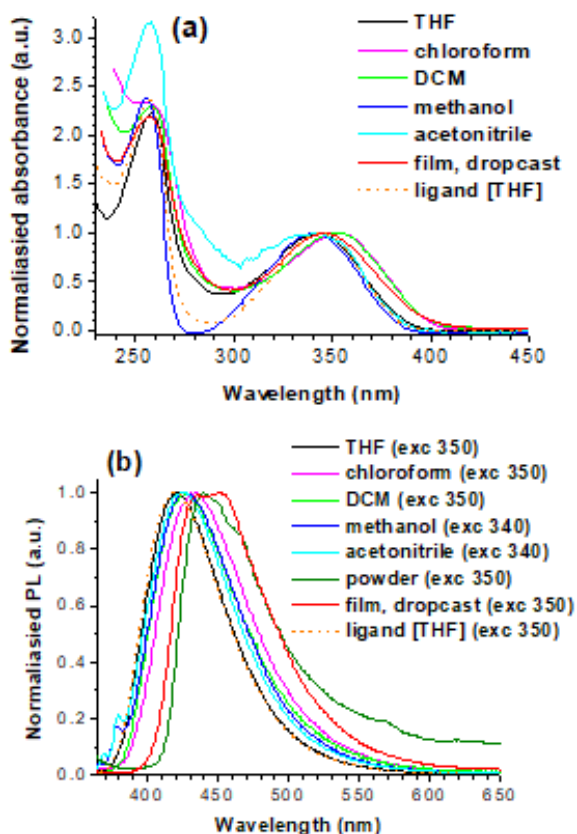 (a)
THF
chloroform
DCM
methanol
acetonitrile
film, dropcast
ligand [THF]
Normaliasied absorbance (a.u.)
3.0
2.5
2.0
1.5
1.0
0.5
0.0
250 300 350 400 450
Wavelength (nm)
(b)
THF (exc 350)
chloroform (exc 350)
DCM (exc 350)
methanol (exc 340)
acetonitrile (exc 340)
powder (exc 350)
film, dropcast (exc 350)
ligand [THF] (exc 350)
Normaliasied PL (a.u.)
1.0
0.8
0.6
0.4
0.2
0.0
400 450 500 550 600 650
Wavelength (nm)